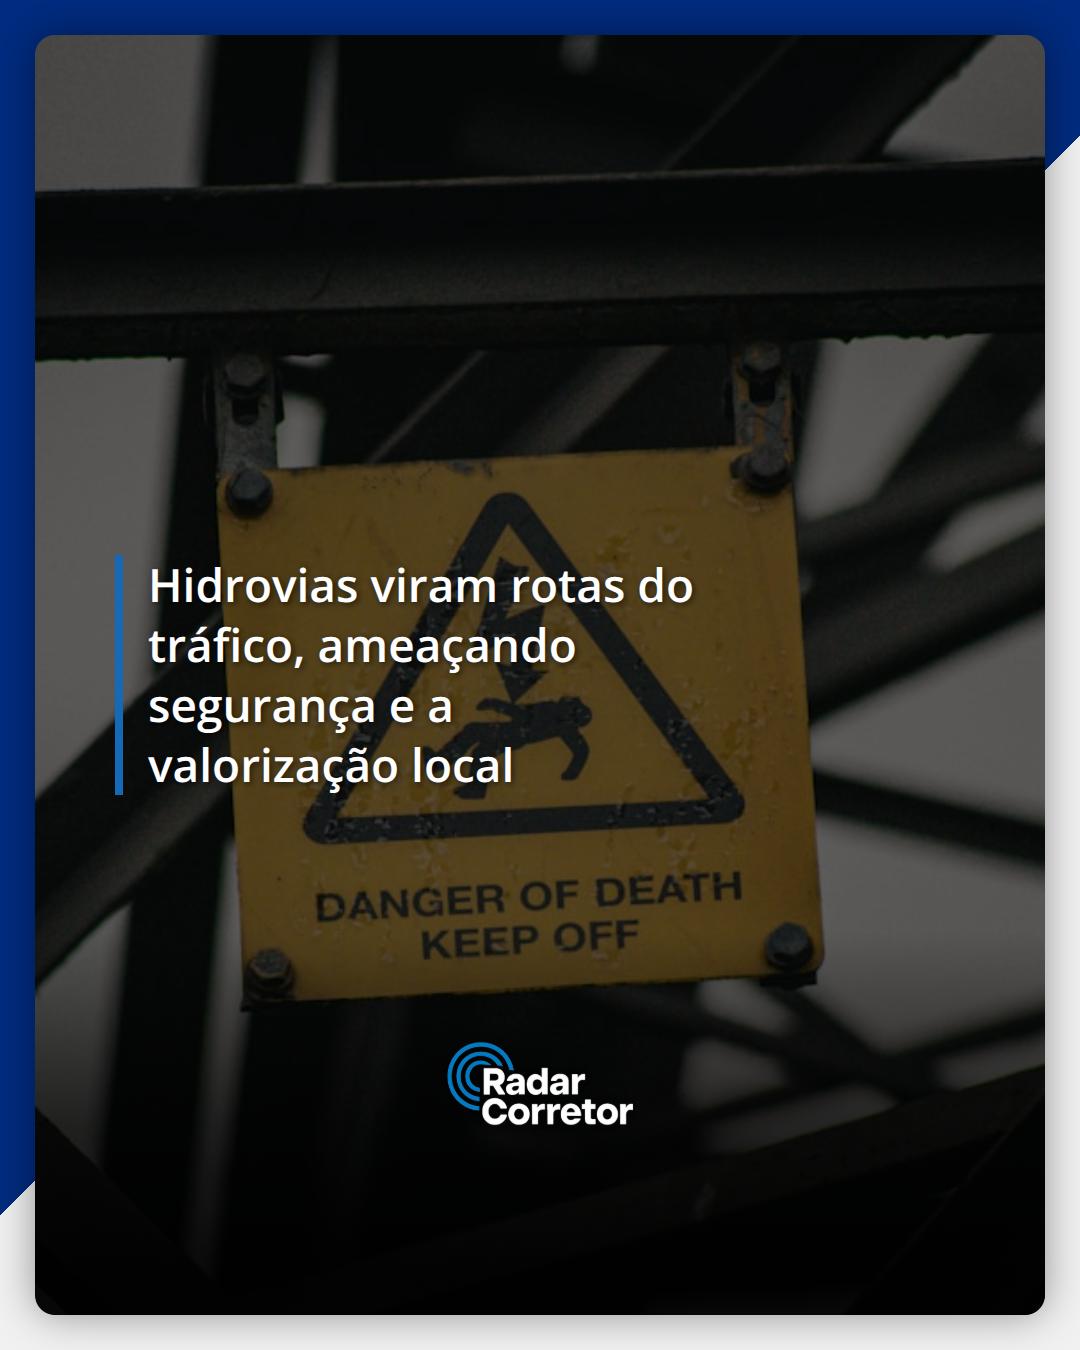 Hidrovias viram rotas do
tráfico, ameaçando
segurança e a
valorização local
DANGER OF DEATH
KEEP OFF
Radar
Corretor